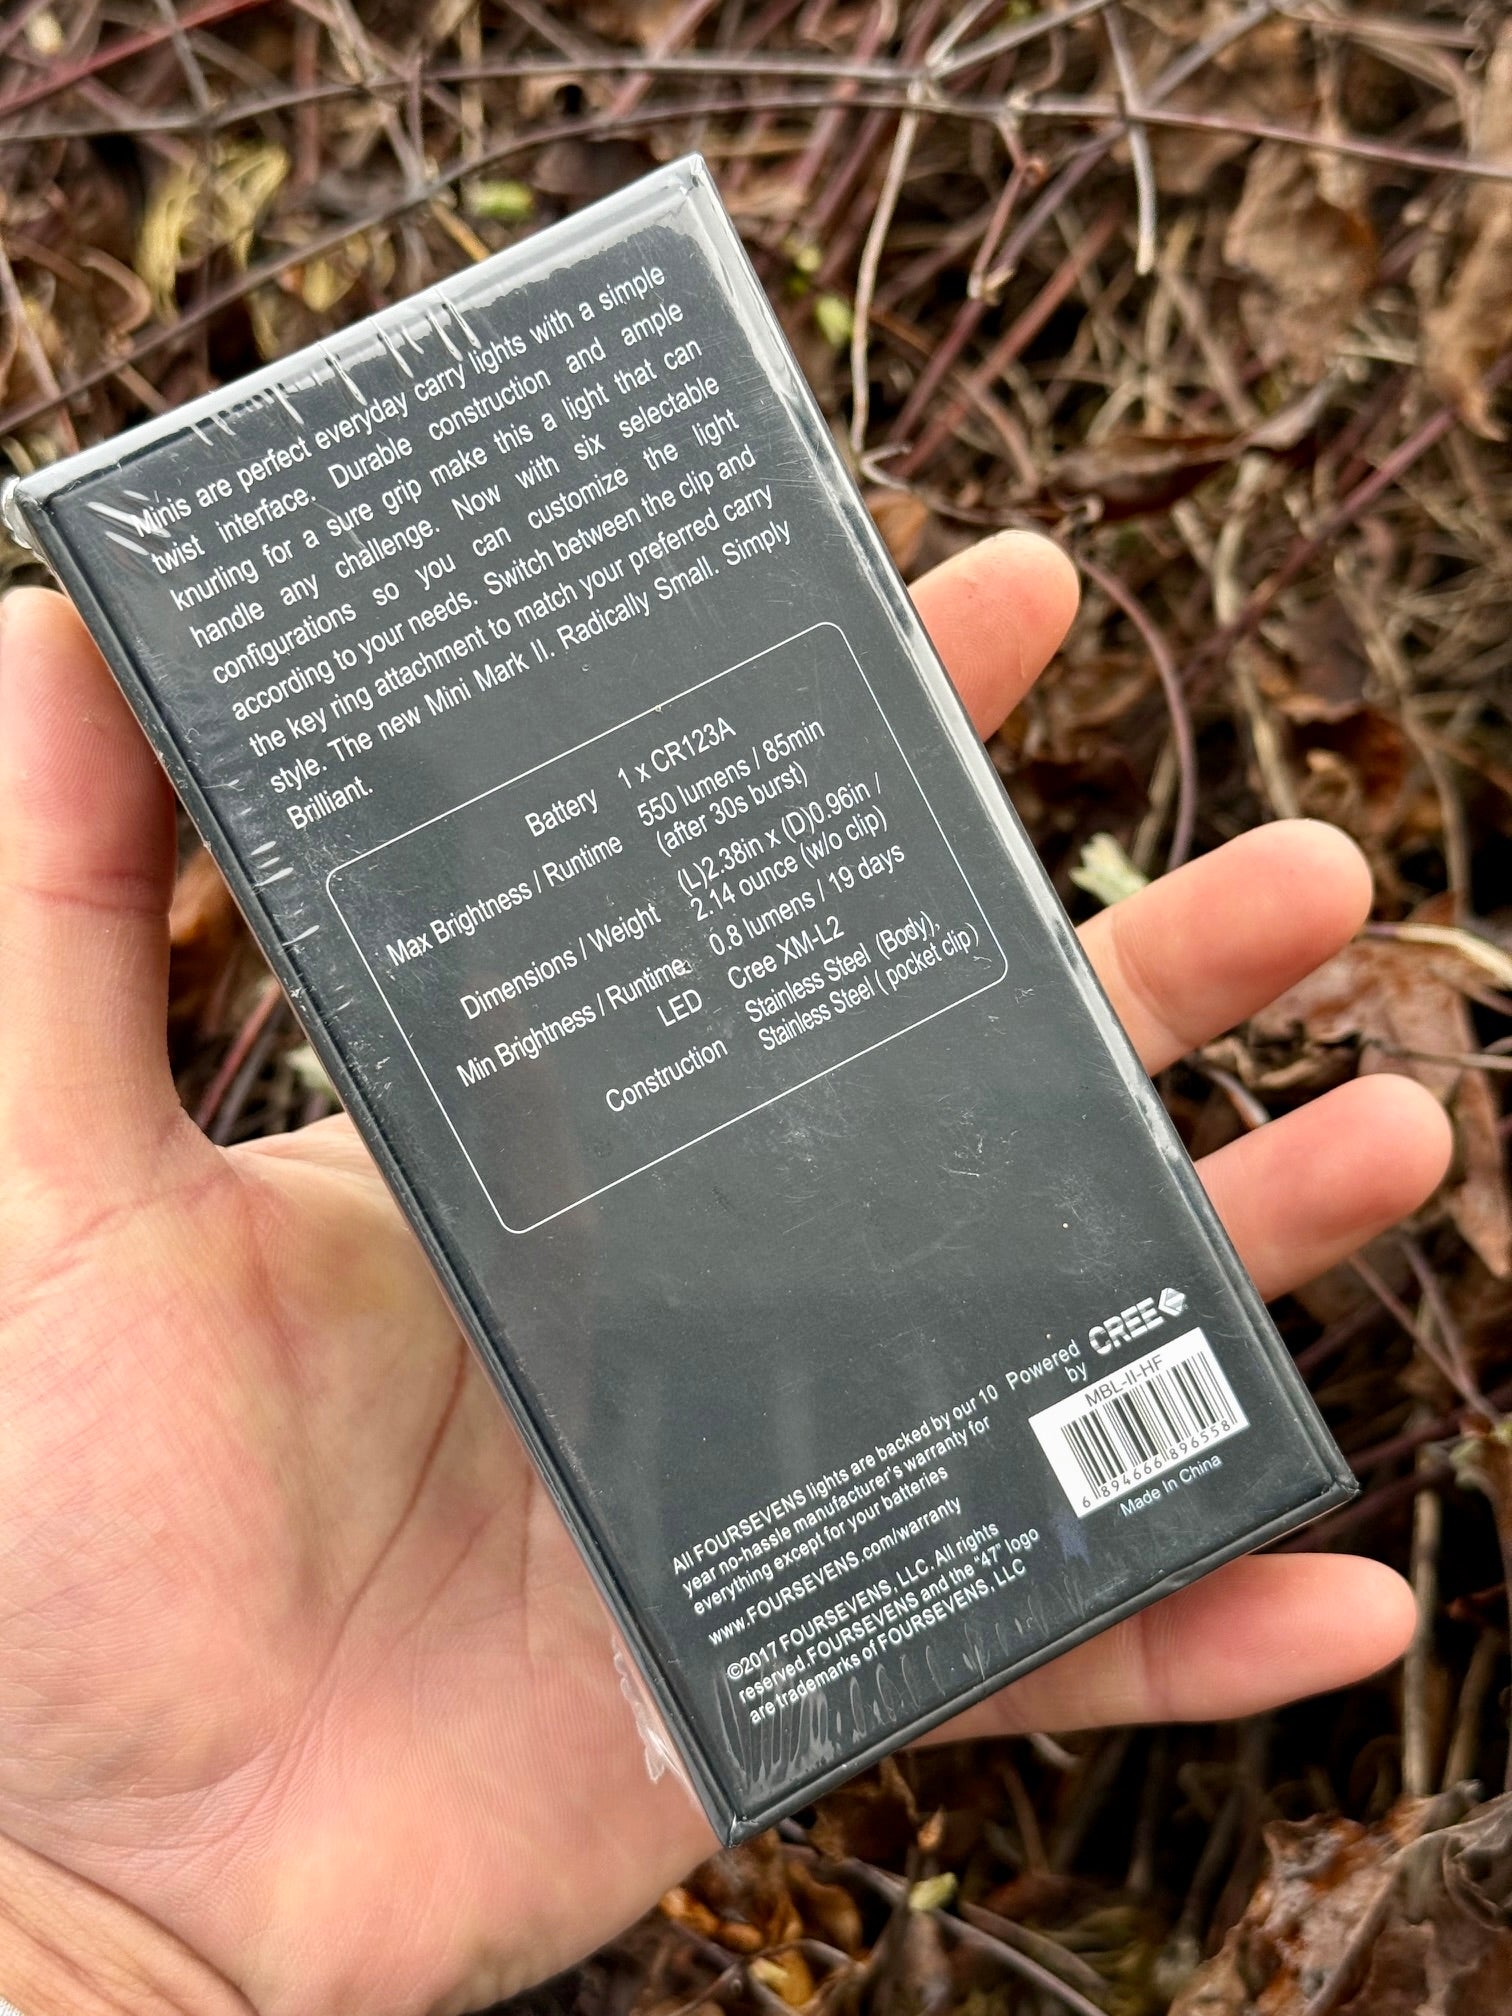 Minis are perfect everyday carry lights with a simple
twist interface. Durable construction and ample
knurling for a sure grip make this a light that can
handle any challenge. Now with six selectable
configurations so you can customize the light
according to your needs. Switch between the clip and
the key ring attachment to match your preferred carry
style. The new Mini Mark II. Radically Small. Simply
Brilliant.
Battery 1 x CR123A
Max Brightness / Runtime 550 lumens / 85min
(after 30s burst)
Dimensions / Weight (L)2.38in x (D)0.96in /
2.14 ounce (w/o clip)
Min Brightness / Runtime 0.8 lumens / 19 days
LED Cree XM-L2
Construction Stainless Steel (Body),
Stainless Steel ( pocket clip)
All FOURSEVENS lights are backed by our 10
year no-hassle manufacturer's warranty for
everything except for your batteries
www.FOURSEVENS.com/warranty
©2017 FOURSEVENS, LLC. All rights
reserved.FOURSEVENS and the "47" logo
are trademarks of FOURSEVENS, LLC
Powered
by
CREE
MBL-II-HF
6 894666 896558
Made In China